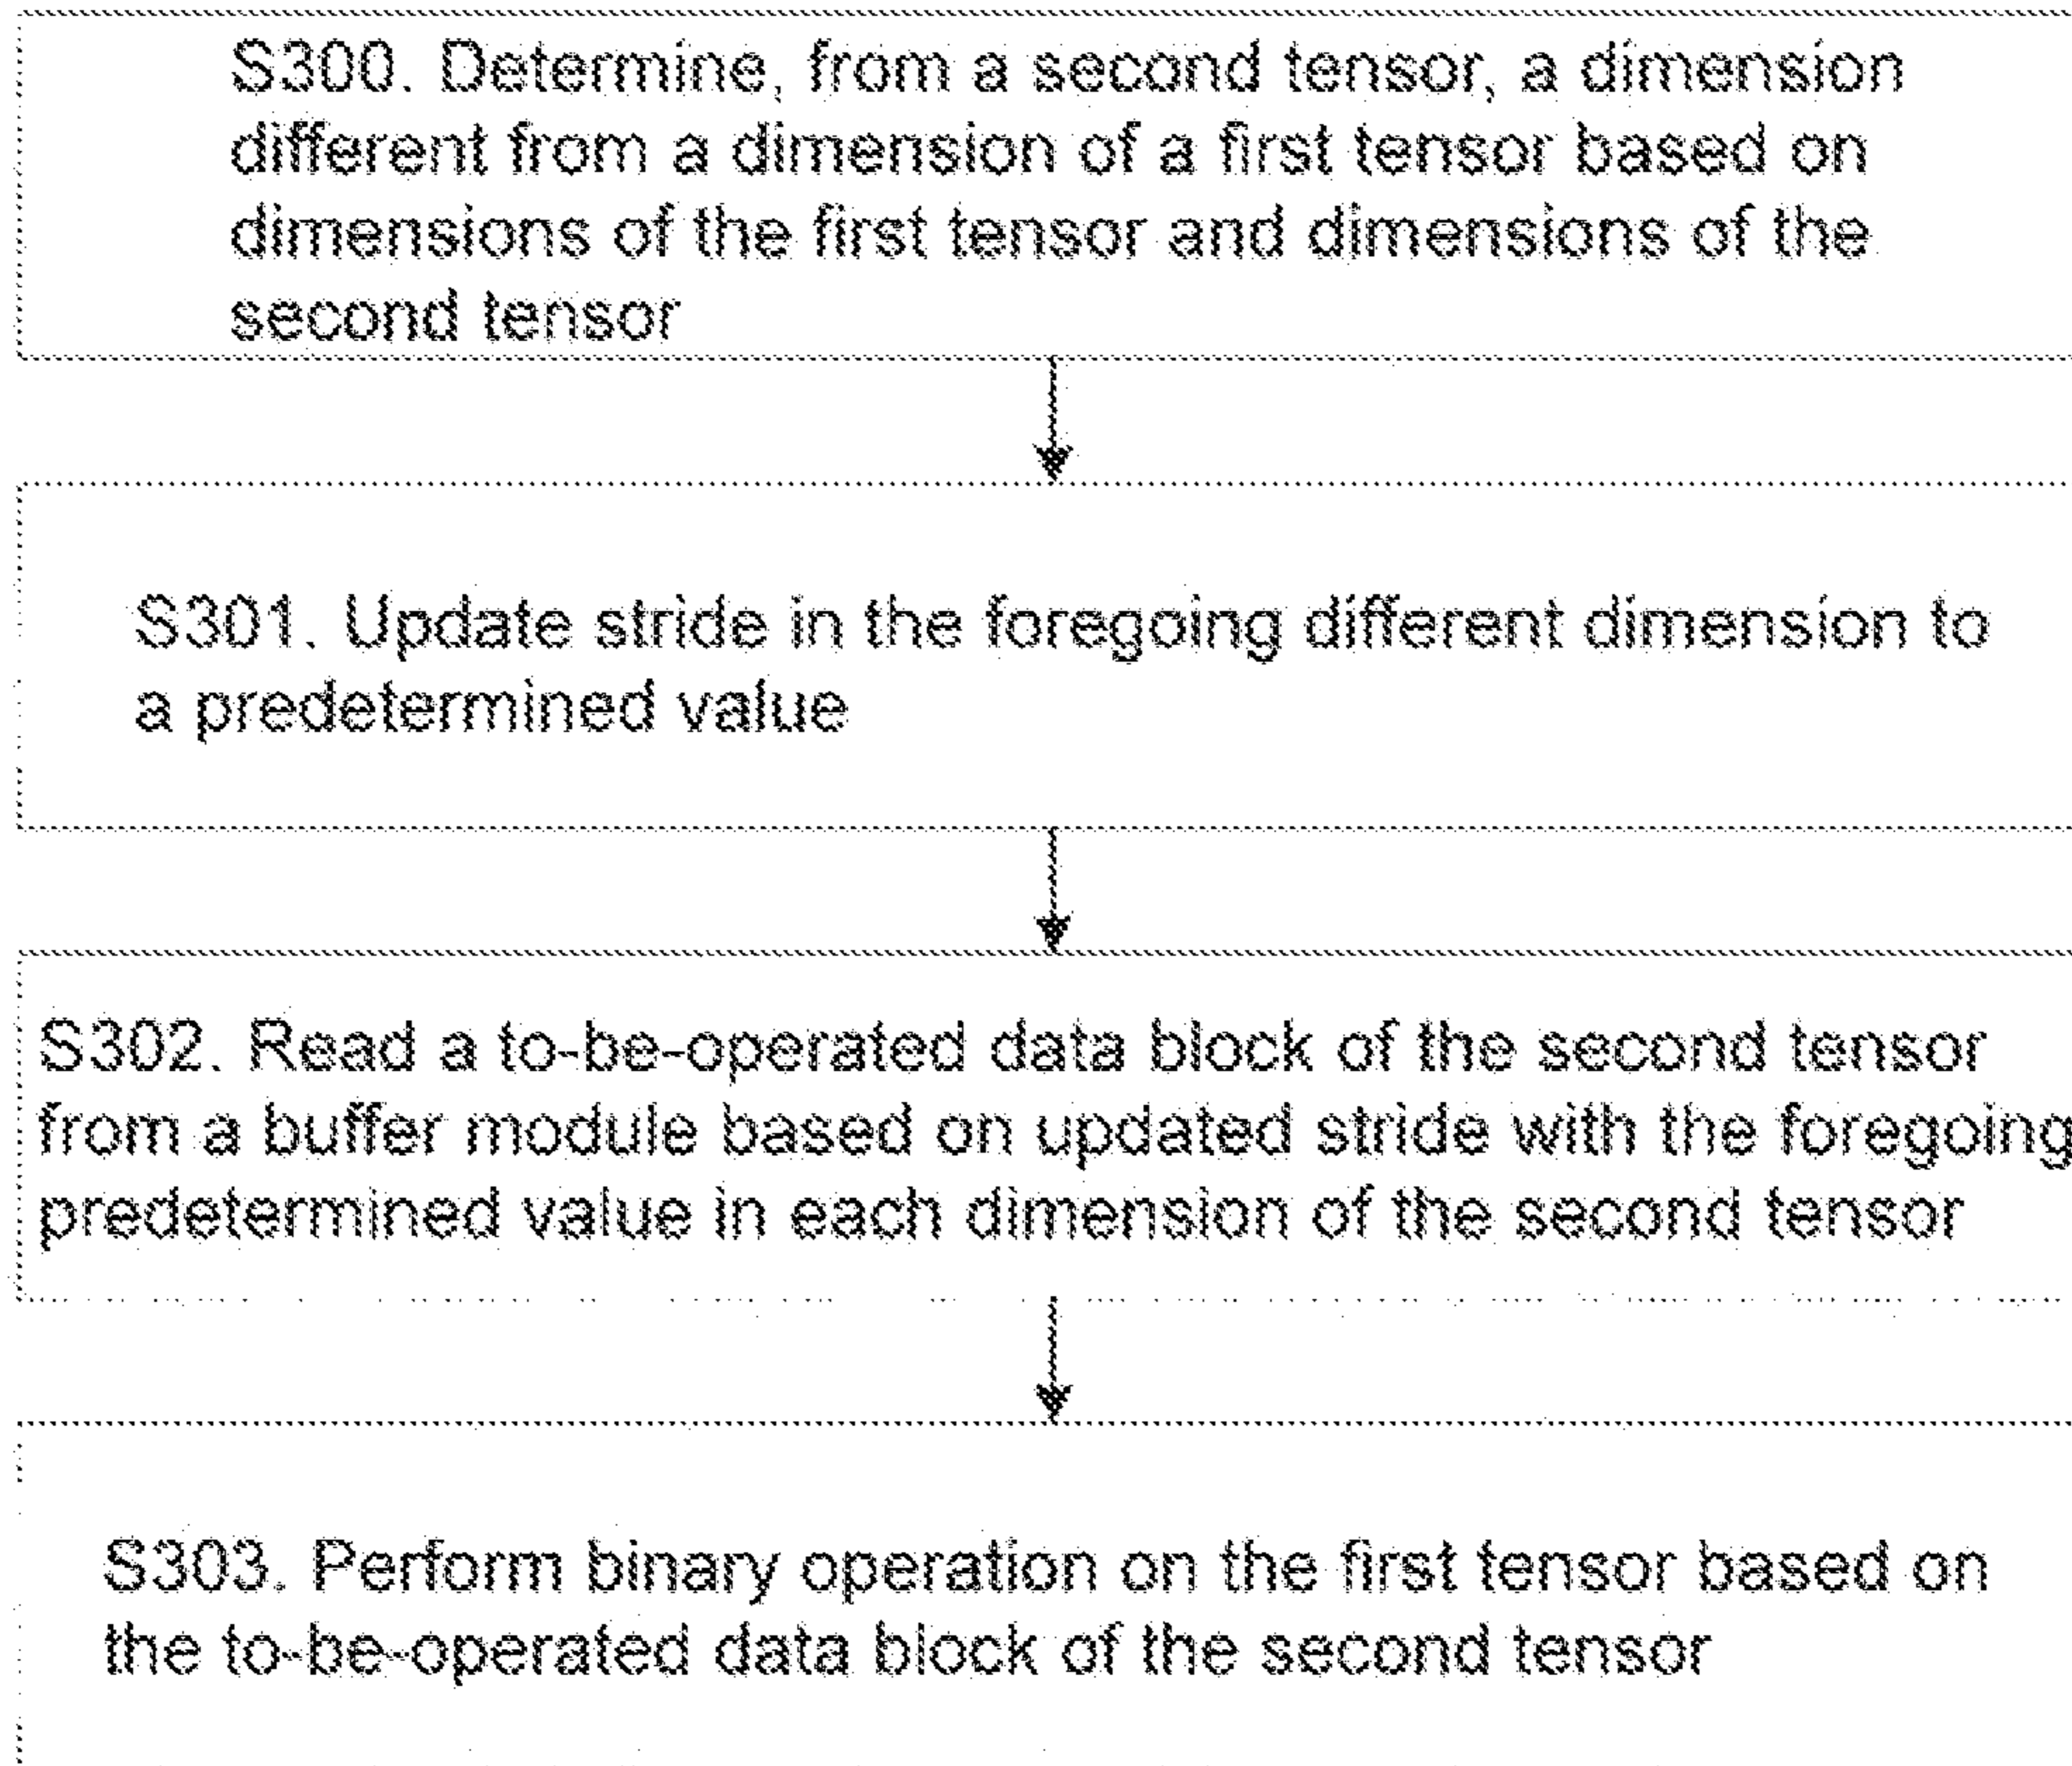 S300. Determine, from a second tensor, a dimension
different from a dimension of a first tensor based on
dimensions of the first tensor and dimensions of the
second tensor
S301. Update stride in the foregoing different dimension to
a predetermined value
S302. Read a to-be-operated data block of the second tensor
from a buffer module based on updated stride with the foregoing
predetermined value in each dimension of the second tensor
S303. Perform binary operation on the first tensor based on
the to-be-operated data block of the second tensor